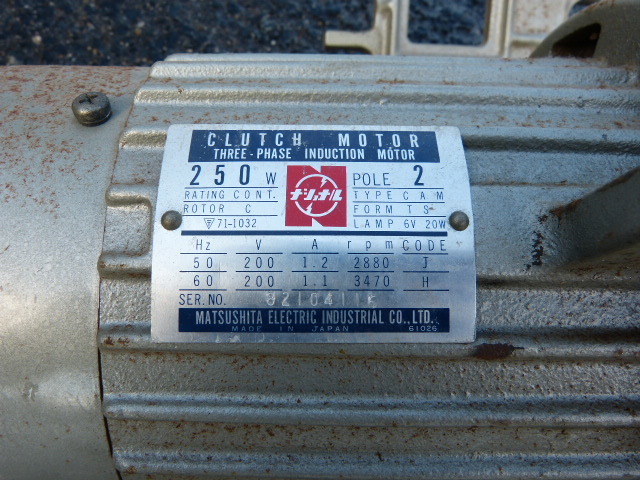 CLUTCH MOTOR
THREE-PHASE INDUCTION MOTOR
250 W ナショナル POLE 2
RATING CONT. TYPE CAM
ROTOR C FORM TS
71-1032 LAMP 6V 20W
Hz V A rpm CODE
50 200 1.2 2880 J
60 200 1.1 3470 H
SER. NO.
MATSUSHITA ELECTRIC INDUSTRIAL CO., LTD.
MADE IN JAPAN 61026